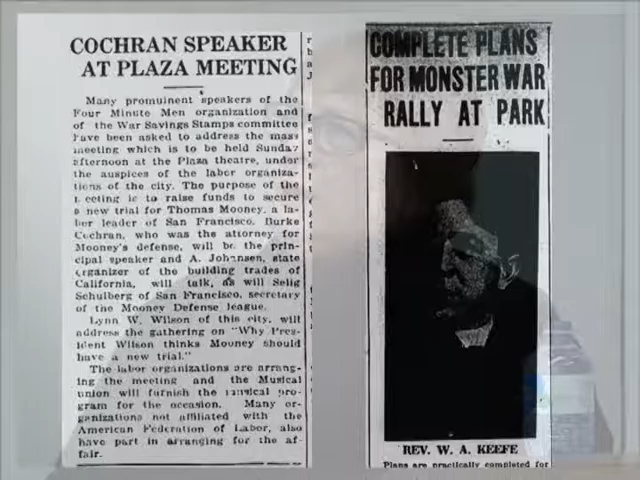 COCHRAN SPEAKER
AT PLAZA MEETING
Many promuinent speakers of the
Four Minute Men organization and
of the War Savings Stamps committee
have been asked to address the mass
meeting which is to be held Sunday
afternoon at the Plaza theatre, under
the auspices of the labor organiza-
tions of the city. The purpose of the
meeting is to raise funds to secure
a new trial for Thomas Mooney, a la-
bor leader of San Francisco. Burke
Cochran, who was the attorney for
Mooney's defense, will be the prin-
cipal speaker and A. Johansen, state
organizer of the building trades of
California, will talk, as will Selig
Schulberg of San Francisco, secretary
of the Mooney Defense league.
Lynn W. Wilson of this city, will
address the gathering on "Why Pres-
ident Wilson thinks Mooney should
have a new trial."
The labor organizations are arrang-
ing the meeting and the Musical
union will furnish the musical pro-
gram for the occasion. Many or-
ganizations not affiliated with the
American Federation of Labor, also
have part in arranging for the af-
fair.
COMPLETE PLANS
FOR MONSTER WAR
RALLY AT PARK
REV. W. A. KEEFE
Plans are practically completed for